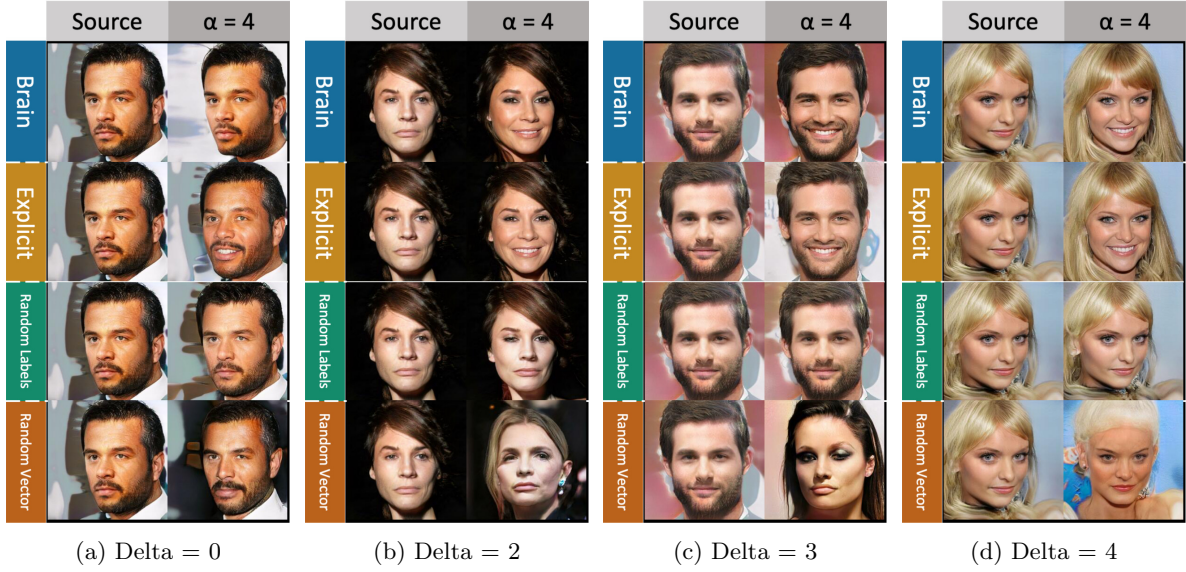 Source α = 4
Brain
Explicit
Random Labels
Random Vector
(a) Delta = 0
Source α = 4
Brain
Explicit
Random Labels
Random Vector
(b) Delta = 2
Source α = 4
Brain
Explicit
Random Labels
Random Vector
(c) Delta = 3
Source α = 4
Brain
Explicit
Random Labels
Random Vector
(d) Delta = 4